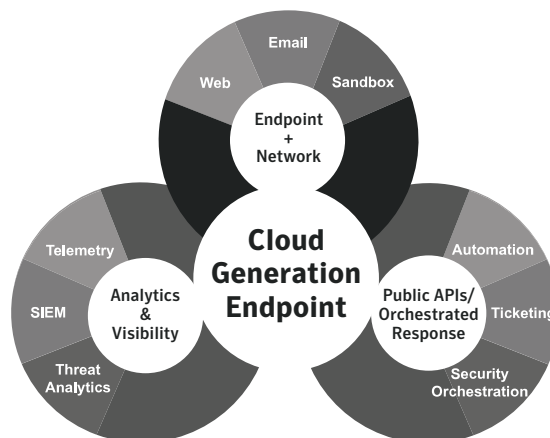 Email
Web
Sandbox
Endpoint
+
Network
Cloud
Generation
Endpoint
Telemetry
SIEM
Threat
Analytics
Analytics
&
Visibility
Public APIs/
Orchestrated
Response
Automation
Ticketing
Security
Orchestration